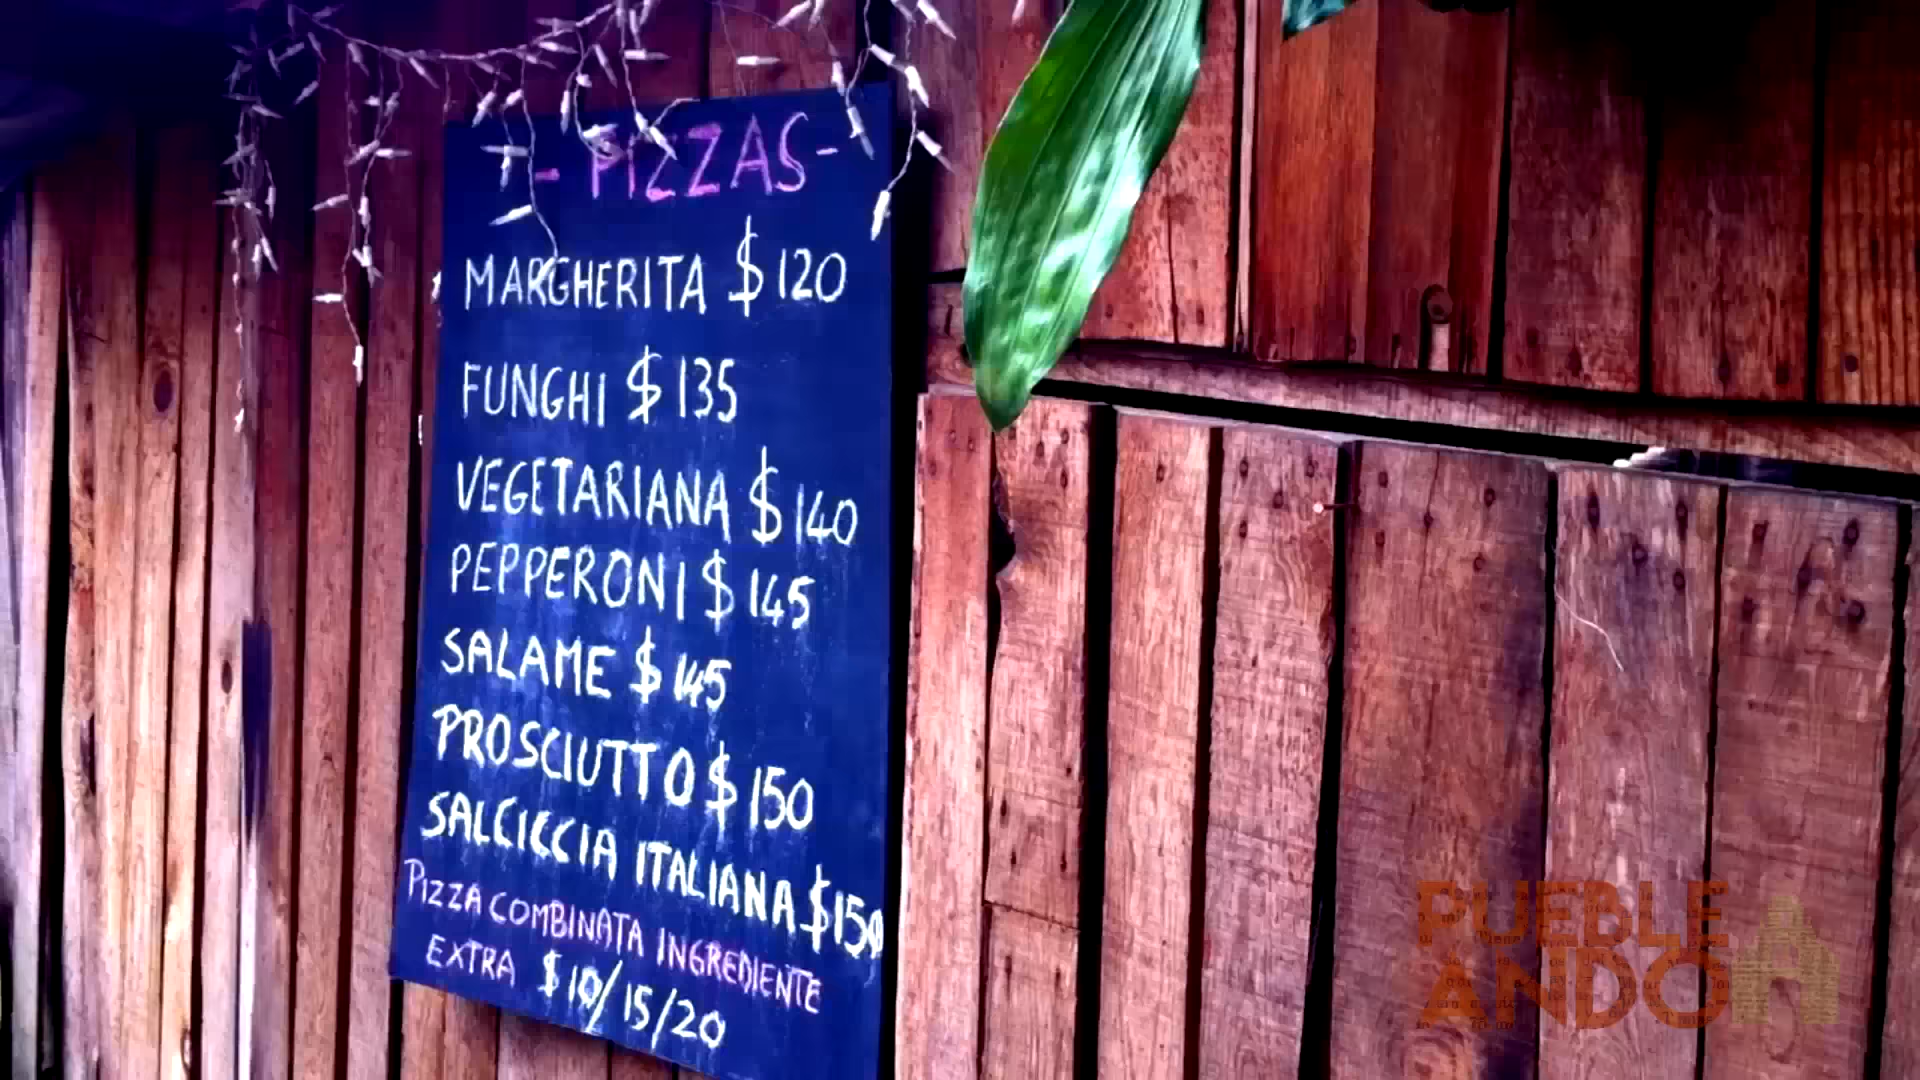 - PIZZAS -
MARGHERITA $120
FUNGHI $135
VEGETARIANA $140
PEPPERONI $145
SALAME $145
PROSCIUTTO $150
SALCICCIA ITALIANA $150
PIZZA COMBINATA INGREDIENTE
EXTRA $10/15/20
PUEBLE
ANDO